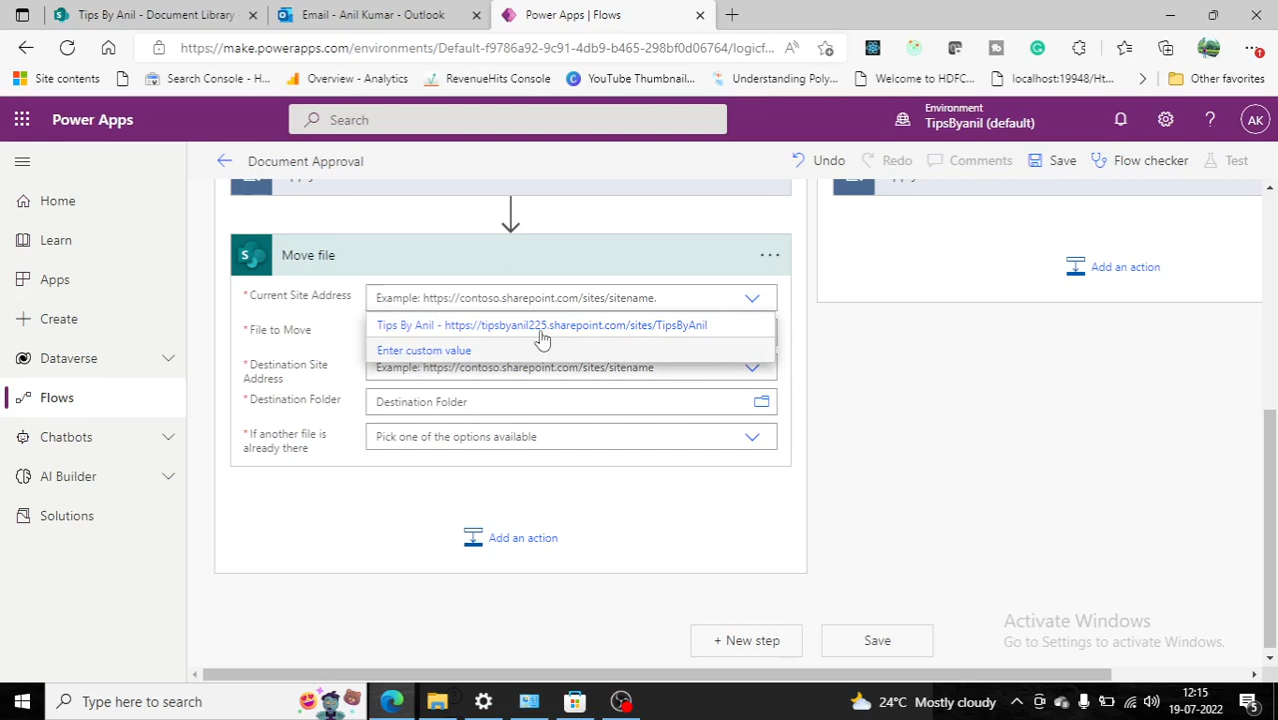 Tips By Anil - Document Library
Email - Anil Kumar - Outlook
Power Apps | Flows
https://make.powerapps.com/environments/Default-f9786a92-9c91-4db9-b465-298bf0d06764/logicf...
Site contents
Search Console - H...
Overview - Analytics
RevenueHits Console
YouTube Thumbnail...
Understanding Poly...
Welcome to HDFC...
localhost:19948/Ht...
Other favorites
Power Apps
Search
Environment
TipsByanil (default)
AK
Document Approval
Undo
Redo
Comments
Save
Flow checker
Test
Home
Learn
Apps
Create
Dataverse
Flows
Chatbots
AI Builder
Solutions
Move file
* Current Site Address
Example: https://contoso.sharepoint.com/sites/sitename.
Tips By Anil - https://tipsbyanil225.sharepoint.com/sites/TipsByAnil
* File to Move
Enter custom value
* Destination Site
Address
Example: https://contoso.sharepoint.com/sites/sitename
* Destination Folder
Destination Folder
* If another file is
already there
Pick one of the options available
Add an action
Add an action
+ New step
Save
Activate Windows
Go to Settings to activate Windows.
Type here to search
24°C Mostly cloudy
12:15
19-07-2022
5